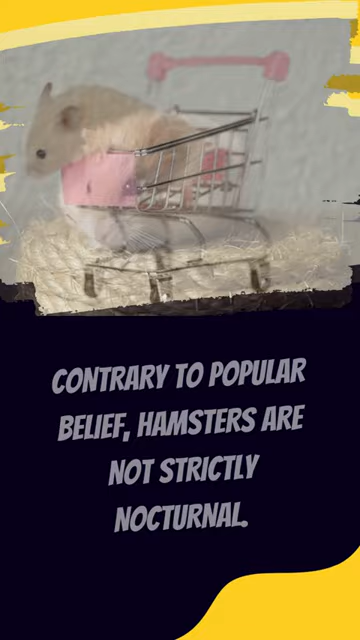 CONTRARY TO POPULAR
BELIEF, HAMSTERS ARE
NOT STRICTLY
NOCTURNAL.